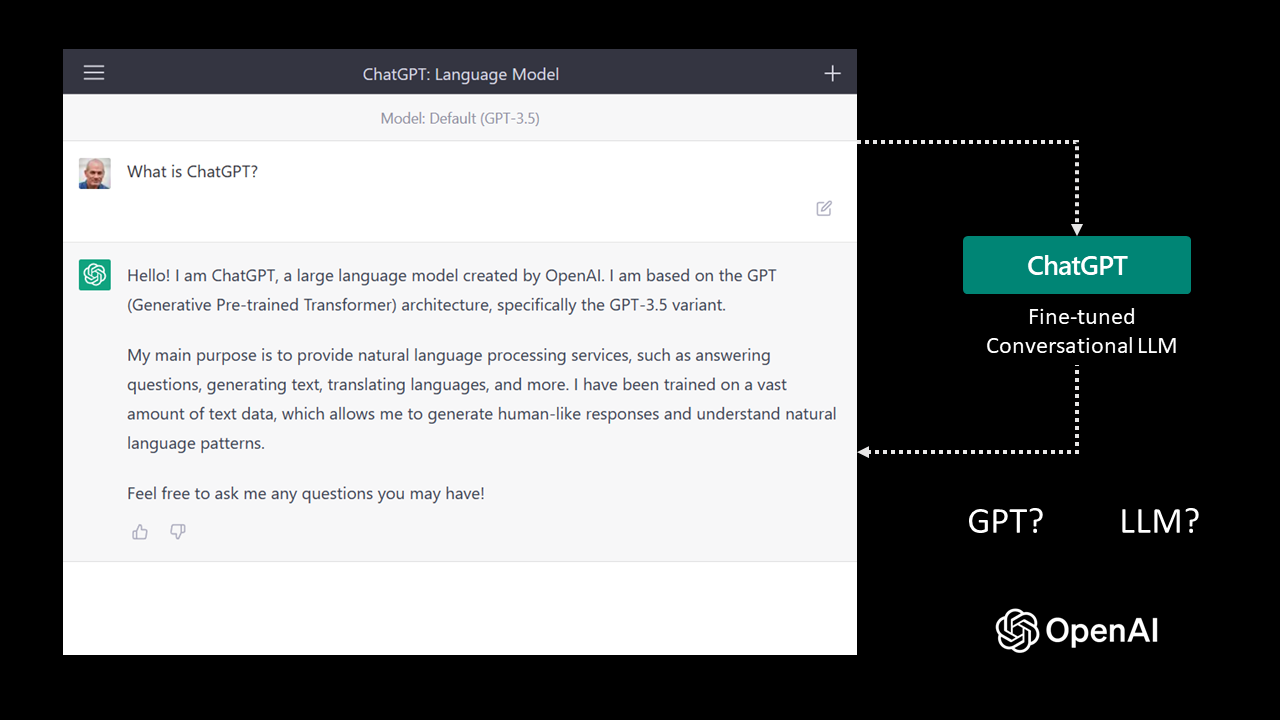 ChatGPT: Language Model
Model: Default (GPT-3.5)
What is ChatGPT?
Hello! I am ChatGPT, a large language model created by OpenAI. I am based on the GPT
(Generative Pre-trained Transformer) architecture, specifically the GPT-3.5 variant.
My main purpose is to provide natural language processing services, such as answering
questions, generating text, translating languages, and more. I have been trained on a vast
amount of text data, which allows me to generate human-like responses and understand natural
language patterns.
Feel free to ask me any questions you may have!
ChatGPT
Fine-tuned
Conversational LLM
GPT? LLM?
OpenAI